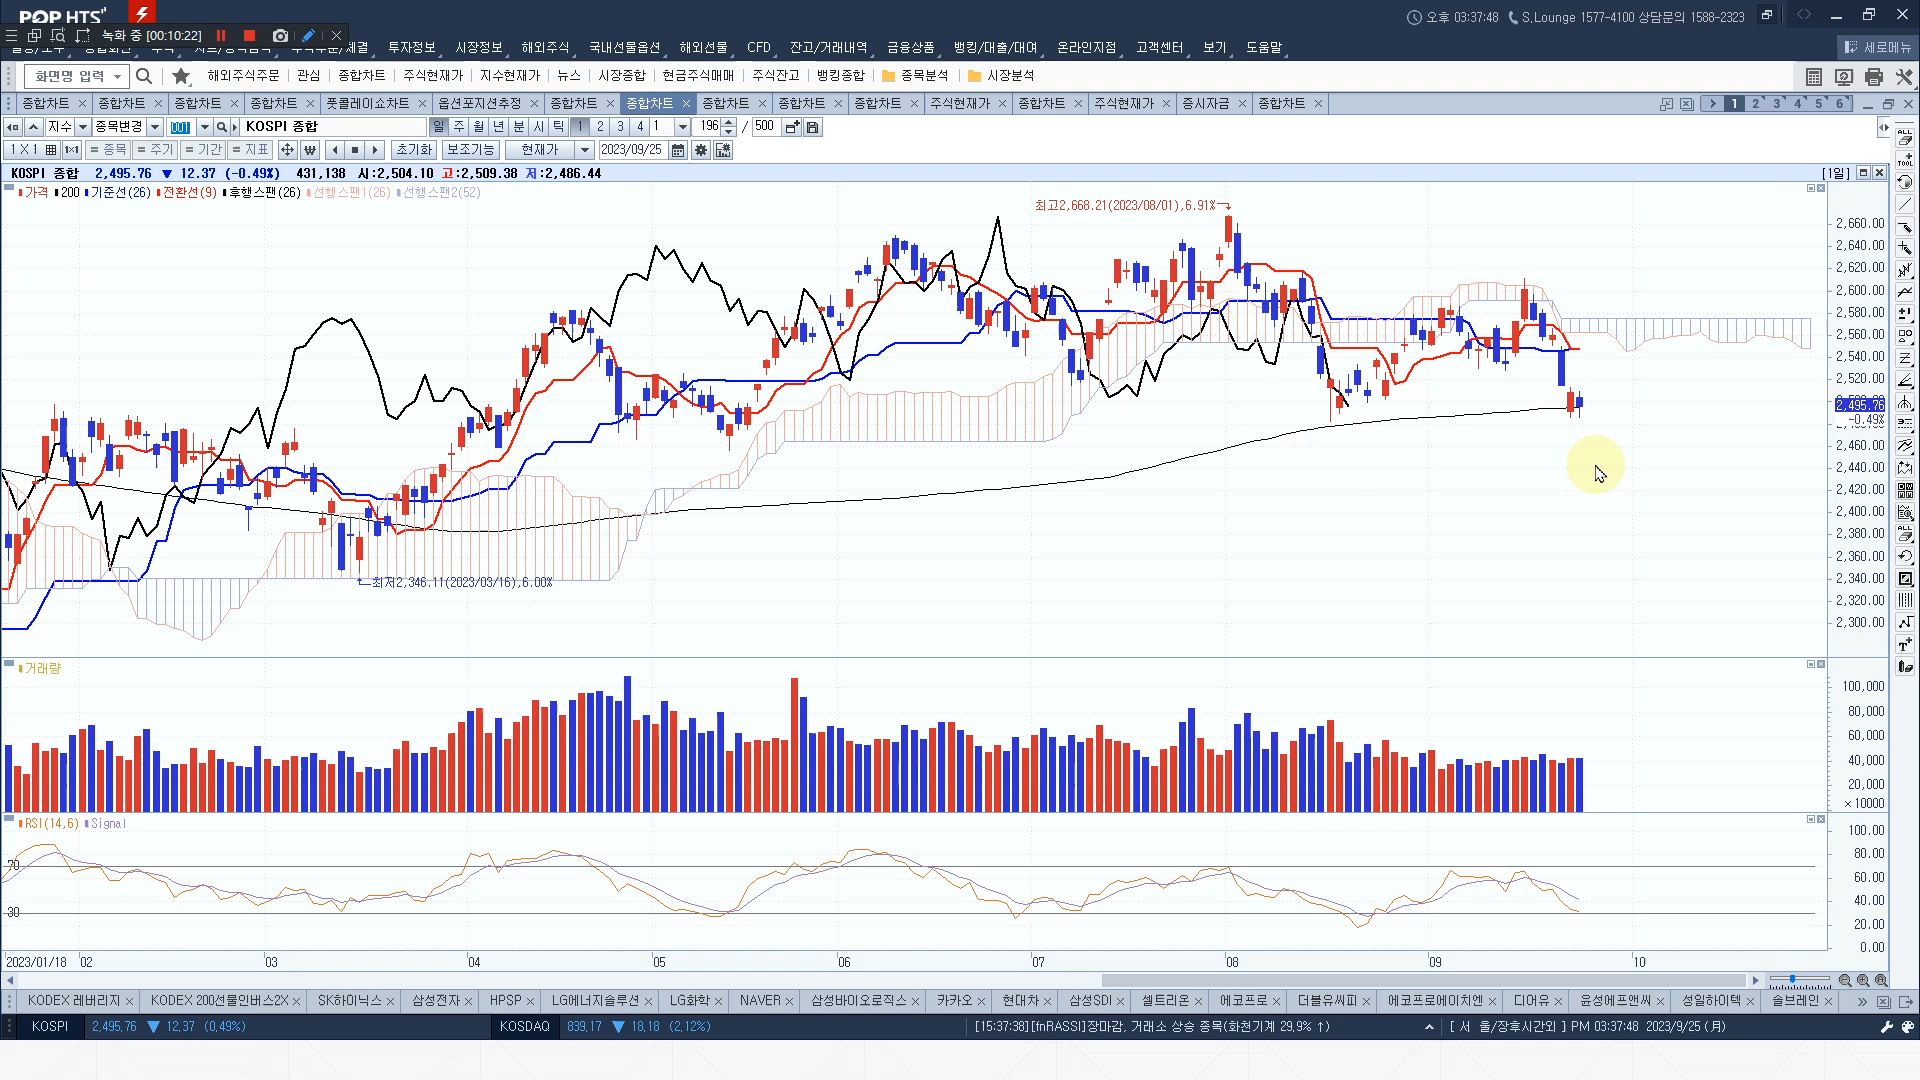 POP HTS
오후 03:37:48 S.Lounge 1577-4100 상담문의 1588-2323
녹화 중 [00:10:22]
투자정보 시장정보 해외주식 국내선물옵션 해외선물 CFD 잔고/거래내역 금융상품 뱅킹/대출/대여 온라인지점 고객센터 보기 도움말 세로메뉴
화면명 입력 해외주식주문 관심 종합차트 주식현재가 지수현재가 뉴스 시장종합 현금주식매매 주식잔고 뱅킹종합 종목분석 시장분석
종합차트 종합차트 종합차트 종합차트 풋콜레이쇼차트 옵션포지션추정 종합차트 종합차트 종합차트 종합차트 종합차트 주식현재가 종합차트 주식현재가 증시자금 종합차트 1 2 3 4 5 6
지수 종목변경 001 KOSPI 종합 일 주 월 년 분 시 틱 1 2 3 4 1 196 / 500
1 X 1 1×1 = 종목 = 주기 = 기간 = 지표 ₩ 초기화 보조기능 현재가 2023/09/25
KOSPI 종합 2,495.76 ▼ 12.37 (-0.49%) 431,138 시:2,504.10 고:2,509.38 저:2,486.44 [1일]
가격 200 기준선(26) 전환선(9) 후행스팬(26) 선행스팬1(26) 선행스팬2(52)
최고2,668.21(2023/08/01),6.91%
2,660.00
2,640.00
2,620.00
2,600.00
2,580.00
2,560.00
2,540.00
2,520.00
2,495.76
-0.49%
2,460.00
2,440.00
2,420.00
2,400.00
2,380.00
2,360.00
2,340.00
2,320.00
2,300.00
최저2,346.11(2023/03/16),6.00%
거래량
100,000
80,000
60,000
40,000
20,000
×10000
RSI(14,6) Signal
100.00
80.00
60.00
40.00
20.00
0.00
70
30
2023/01/18 02 03 04 05 06 07 08 09 10
KODEX 레버리지 KODEX 200선물인버스2X SK하이닉스 삼성전자 HPSP LG에너지솔루션 LG화학 NAVER 삼성바이오로직스 카카오 현대차 삼성SDI 셀트리온 에코프로 더블유씨피 에코프로에이치엔 디어유 윤성에프앤씨 성일하이텍 솔브레인
KOSPI 2,495.76 ▼ 12.37 (0.49%) KOSDAQ 839.17 ▼ 18.18 (2.12%) [15:37:38][fnRASSI]장마감, 거래소 상승 종목(화천기계 29.9% ↑) [ 서 울/장후시간외 ] PM 03:37:48 2023/9/25 (月)
ALL
TOOL
ALL